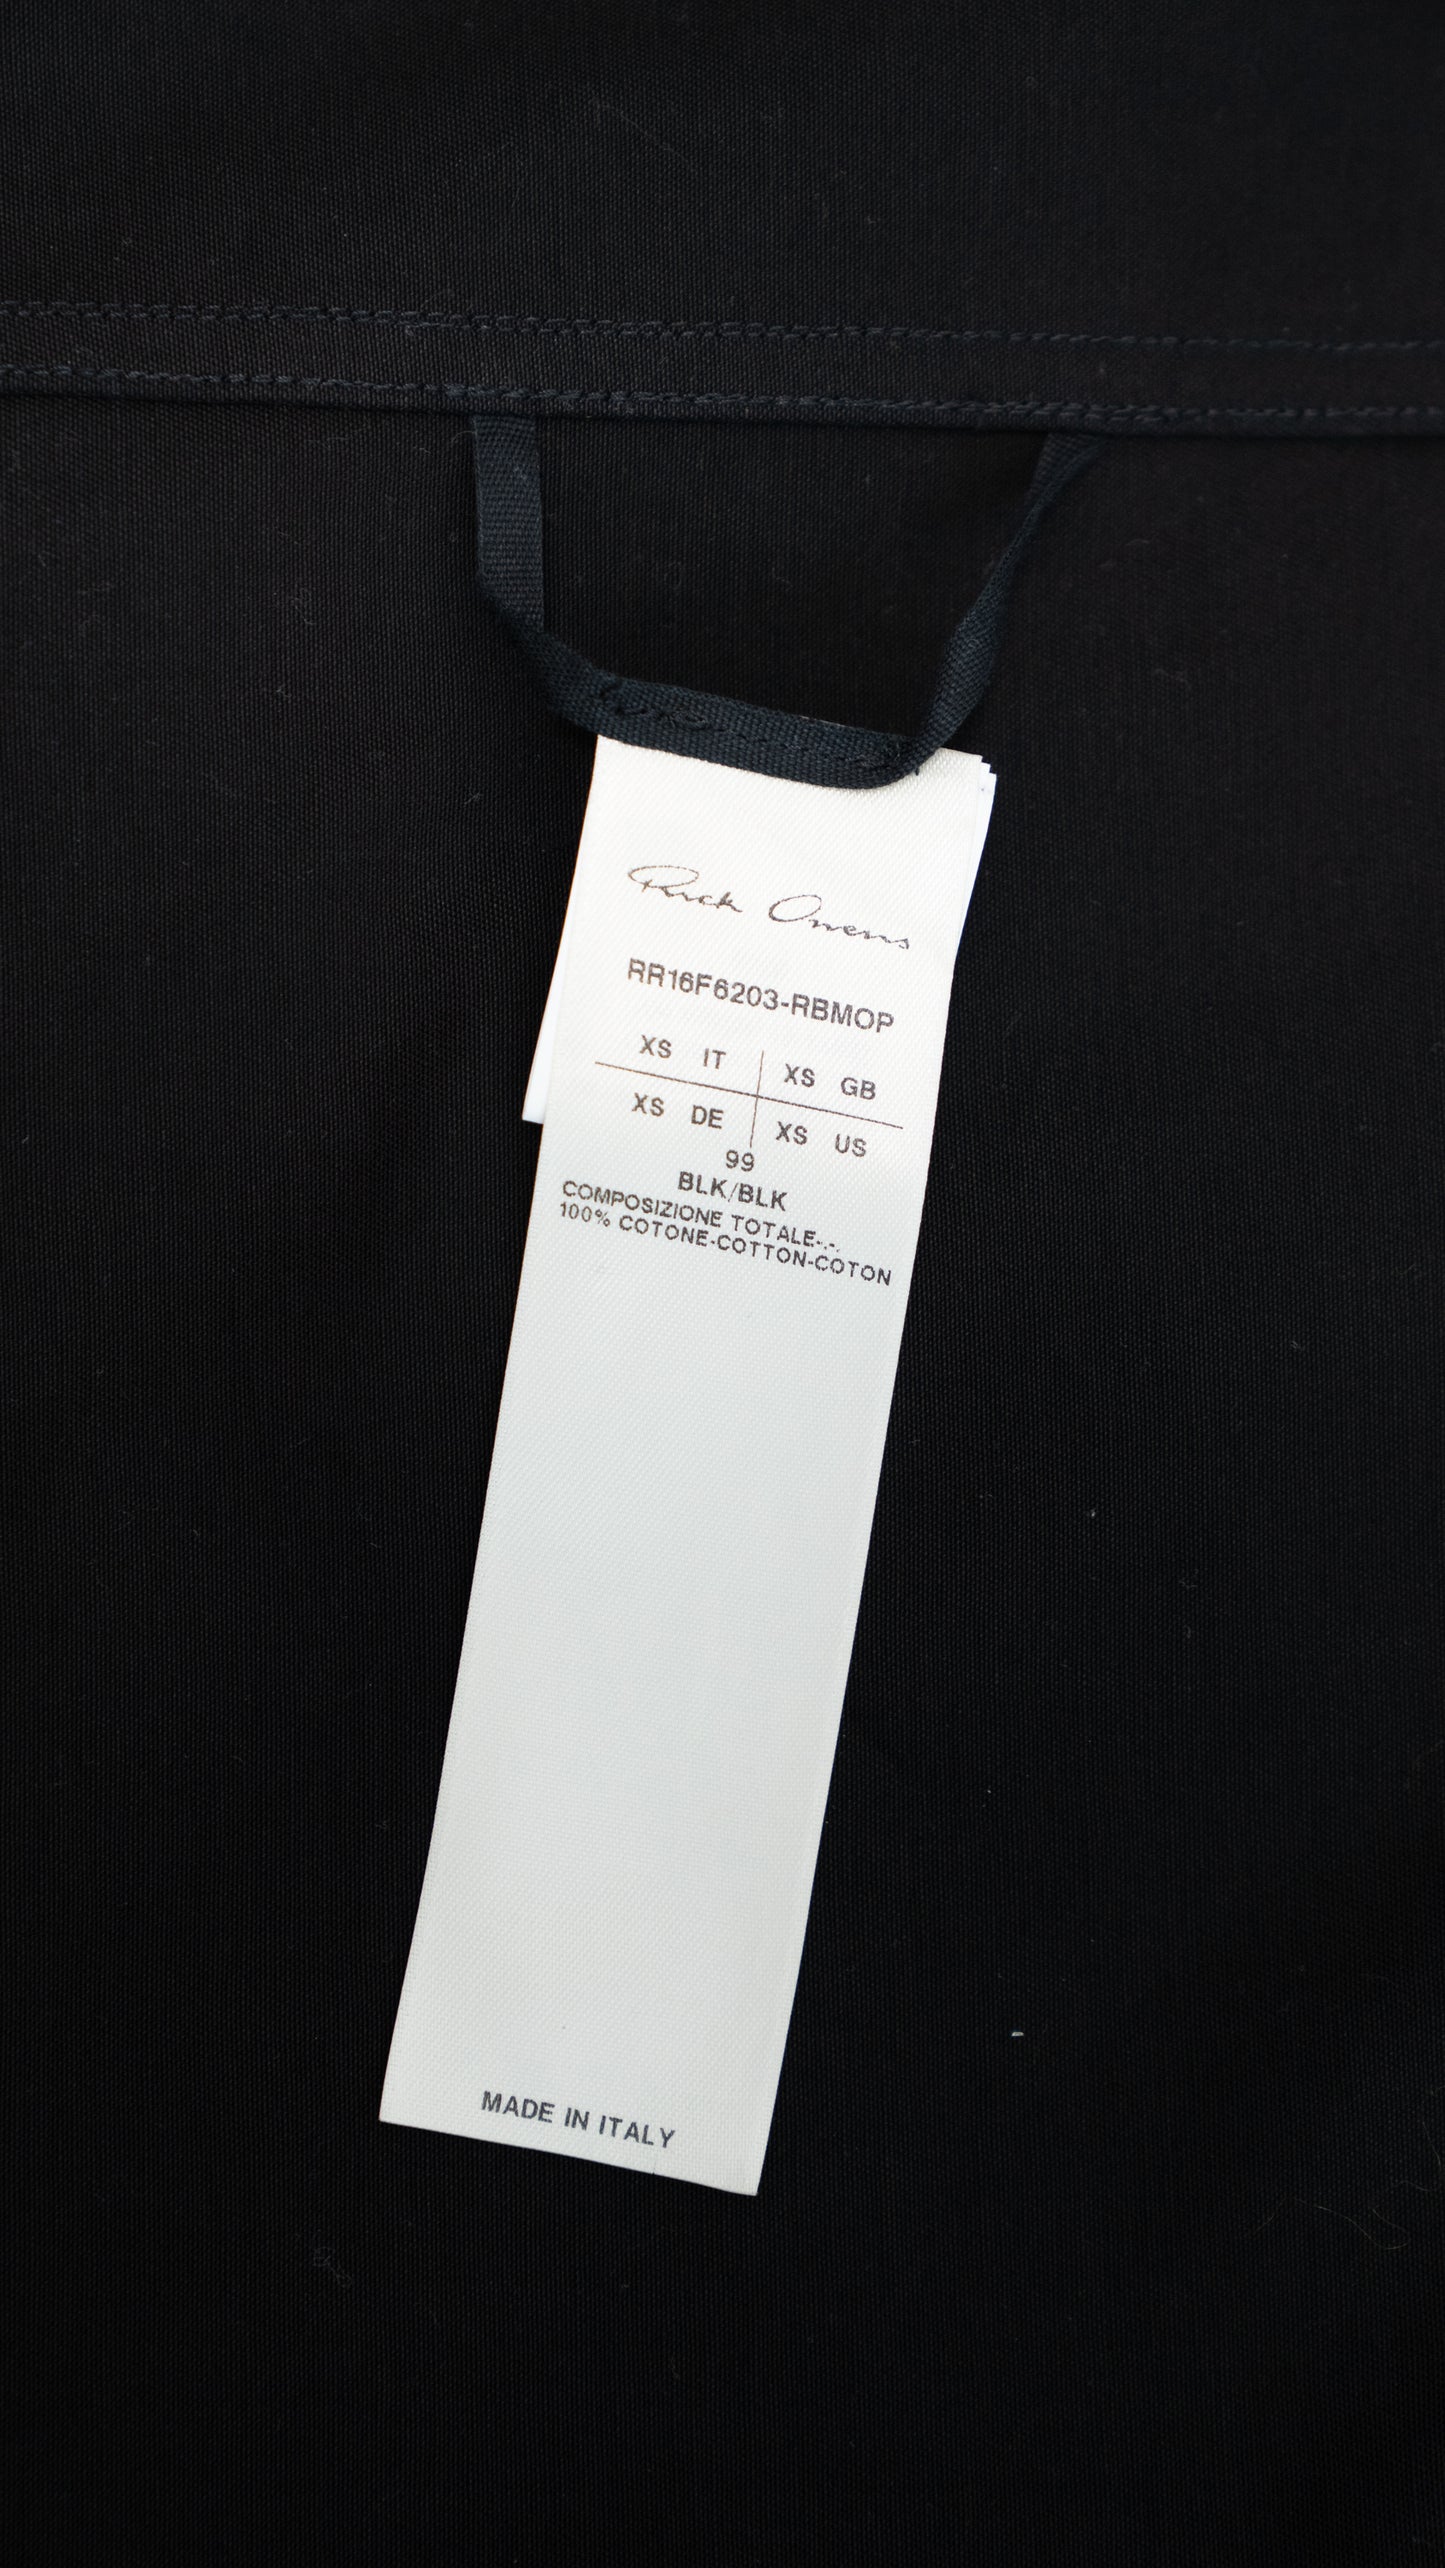 Rick Owens
RR16F6203-RBMOP
XS IT XS GB
XS DE XS US
99
BLK/BLK
COMPOSIZIONE TOTALE-.-.
100% COTONE-COTTON-COTON
MADE IN ITALY